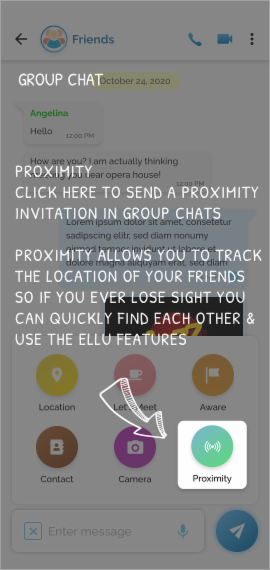 Friends
GROUP CHAT
October 24, 2020
Angelina
Hello
12:00 PM
How are you? I am actually thinking
near opera house!
12:00 PM
PROXIMITY
CLICK HERE TO SEND A PROXIMITY
INVITATION IN GROUP CHATS
Lorem ipsum dolor sit amet, consetetur
sadipscing elitr, sed diam nonumy
eirmod tempor invidunt ut labore et
dolore magna aliquyam erat, sed diam
PROXIMITY ALLOWS YOU TO TRACK
THE LOCATION OF YOUR FRIENDS
SO IF YOU EVER LOSE SIGHT YOU
CAN QUICKLY FIND EACH OTHER &
USE THE ELLU FEATURES
Location
Let's Meet
Aware
Contact
Camera
Proximity
Enter message